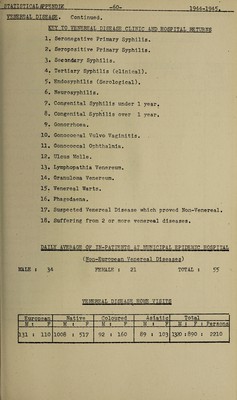 STATISTICAL APPENDIX -60- 1944-1945.
VENEREAL DISEASE. Continued.
KEY TO VENEREAL DISEASE CLINIC AND HOSPITAL RETURNS
1. Seronegative Primary Syphilis.
2. Seropositive Primary Syphilis.
3. Secondary Syphilis.
4. Tertiary Syphilis (clinical).
5. Endosyphilis (Serological).
6. Neurosyphilis.
7. Congenital Syphilis under 1 year.
8. Congenital Syphilis over 1 year.
9. Gonorrhoea.
10. Gonococcal Vulvo Vaginitis.
11. Gonococcal Ophthalmia.
12. Ulcus Molle.
13. Lymphopathia Venereum.
14. Granuloma Venereum.
15. Venereal Warts.
16. Phagedaena.
17. Suspected Venereal Disease which proved Non-Venereal.
18. Suffering from 2 or more venereal diseases.
DAILY AVERAGE OF IN-PATIENTS AT MUNICIPAL EPIDEMIC HOSPITAL
(Non-European Venereal Diseases)
MALE : 34 FEMALE : 21 TOTAL : 55
VENEREAL DISEASE HOME VISITS
European Native Coloured Asiatic Total
M : F M : F M : F M : F M : F : Persons
131 : 110 1008 : 517 92 : 160 89 : 103 1320 : 890 : 2210